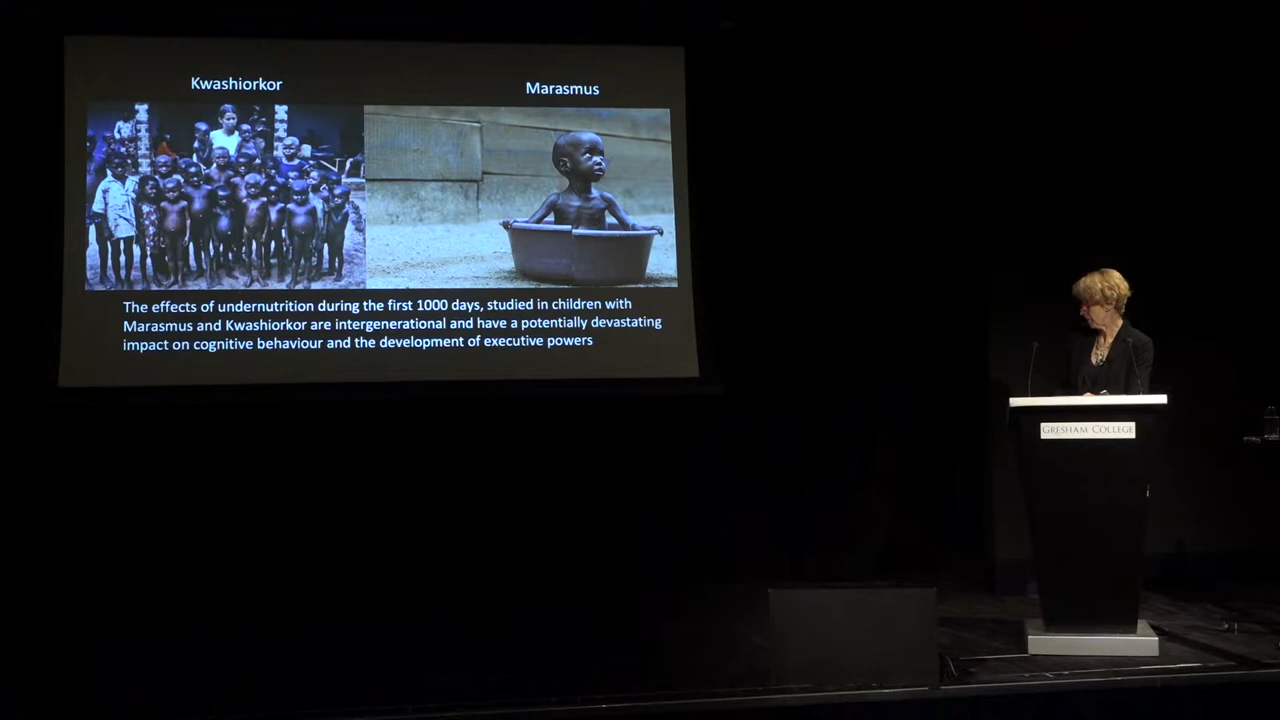 Kwashiorkor
Marasmus
The effects of undernutrition during the first 1000 days, studied in children with
Marasmus and Kwashiorkor are intergenerational and have a potentially devastating
impact on cognitive behaviour and the development of executive powers
GRESHAM COLLEGE